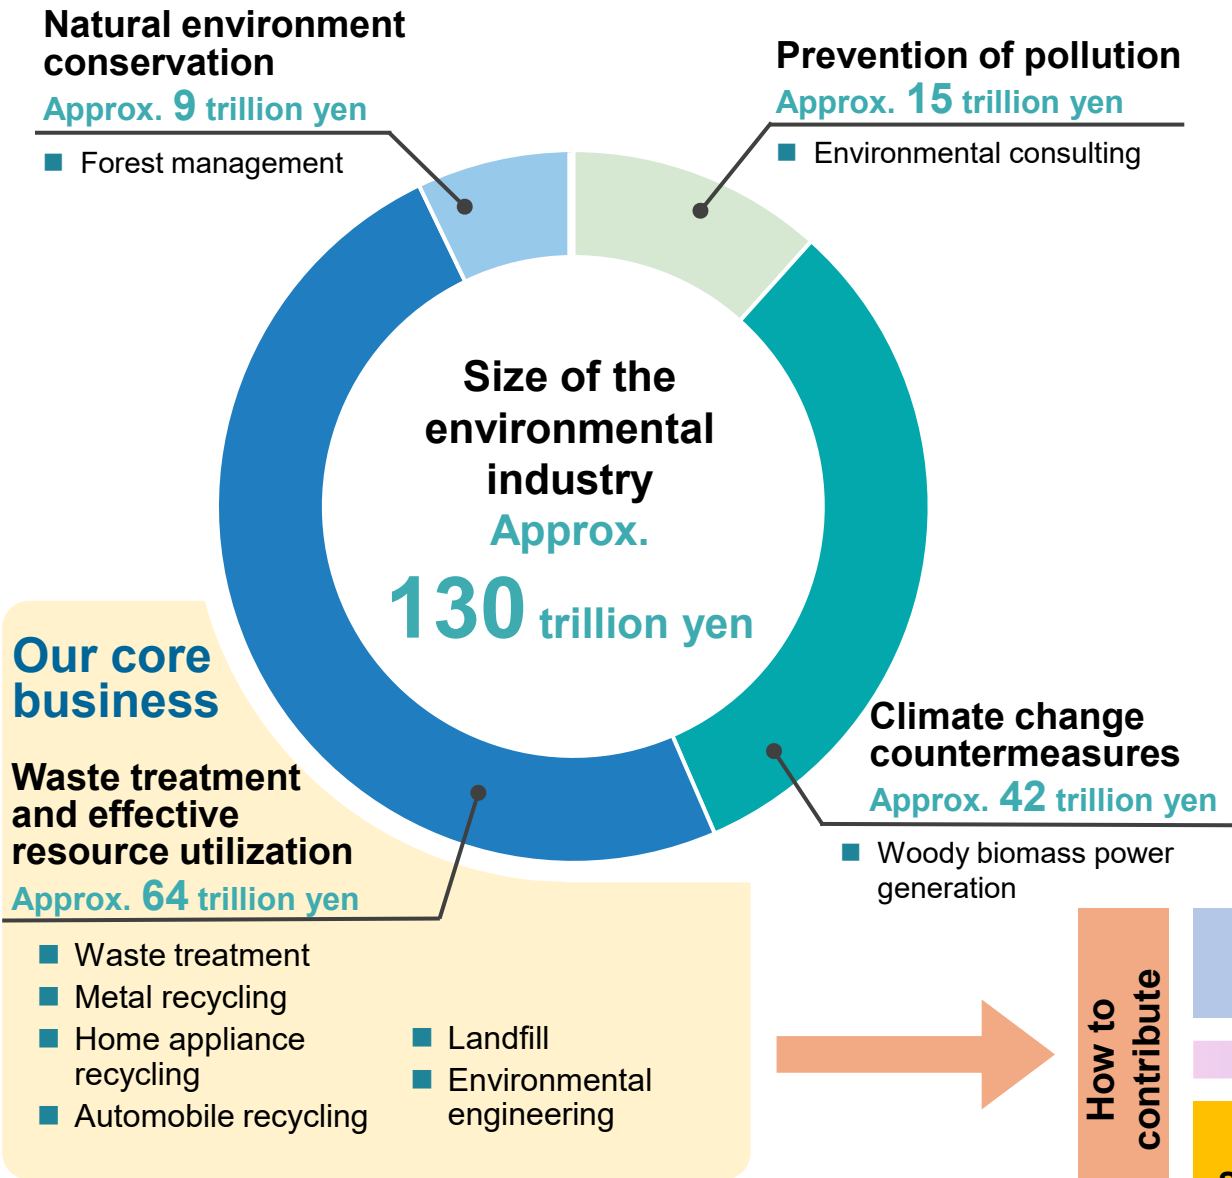 Natural environment
conservation
Approx. 9 trillion yen
■ Forest management
Prevention of pollution
Approx. 15 trillion yen
■ Environmental consulting
Size of the
environmental
industry
Approx.
130 trillion yen
Climate change
countermeasures
Approx. 42 trillion yen
■ Woody biomass power
generation
Our core
business
Waste treatment
and effective
resource utilization
Approx. 64 trillion yen
■ Waste treatment
■ Metal recycling
■ Home appliance
recycling
■ Automobile recycling
■ Landfill
■ Environmental
engineering
How to
contribute